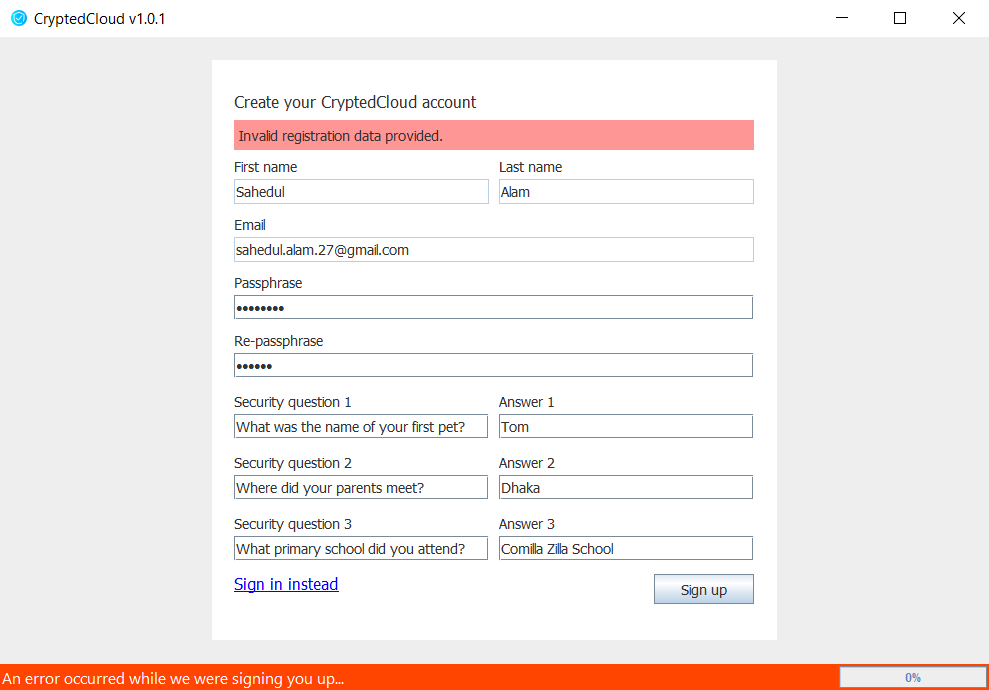 CryptedCloud v1.0.1
Create your CryptedCloud account
Invalid registration data provided.
First name Last name
Sahedul Alam
Email
sahedul.alam.27@gmail.com
Passphrase
••••••••
Re-passphrase
••••••
Security question 1 Answer 1
What was the name of your first pet? Tom
Security question 2 Answer 2
Where did your parents meet? Dhaka
Security question 3 Answer 3
What primary school did you attend? Comilla Zilla School
Sign in instead Sign up
An error occurred while we were signing you up... 0%